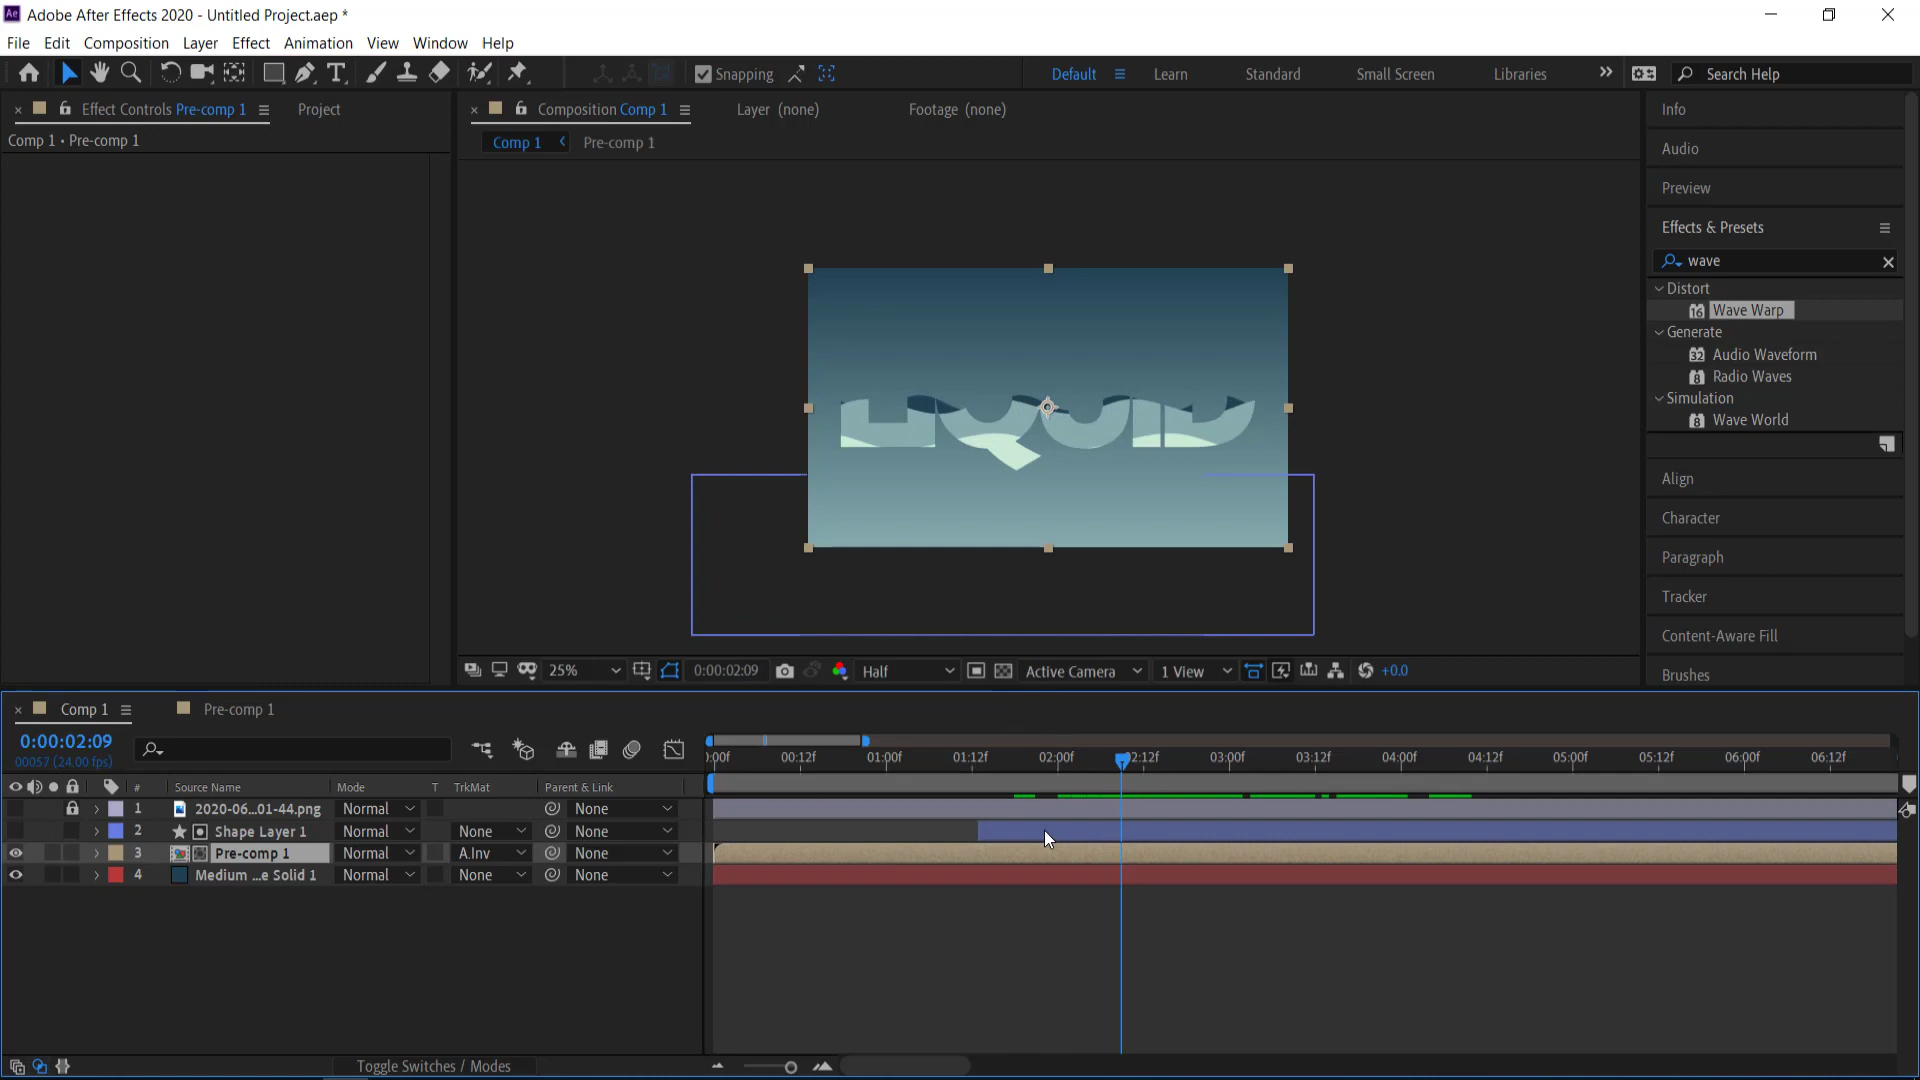 Ae Adobe After Effects 2020 - Untitled Project.aep *
File Edit Composition Layer Effect Animation View Window Help
Snapping Default Learn Standard Small Screen Libraries Search Help
Effect Controls Pre-comp 1 Project
Comp 1 • Pre-comp 1
Composition Comp 1 Layer (none) Footage (none)
Comp 1 Pre-comp 1
LIQUID
25% 0:00:02:09 Half Active Camera 1 View +0.0
Info
Audio
Preview
Effects & Presets
wave
Distort
16 Wave Warp
Generate
32 Audio Waveform
8 Radio Waves
Simulation
8 Wave World
Align
Character
Paragraph
Tracker
Content-Aware Fill
Brushes
Comp 1 Pre-comp 1
0:00:02:09
00057 (24.00 fps)
):00f 00:12f 01:00f 01:12f 02:00f 02:12f 03:00f 03:12f 04:00f 04:12f 05:00f 05:12f 06:00f 06:12f
# Source Name Mode T TrkMat Parent & Link
1 2020-06...01-44.png Normal None
2 Shape Layer 1 Normal None None
3 Pre-comp 1 Normal A.Inv None
4 Medium ...e Solid 1 Normal None None
Toggle Switches / Modes